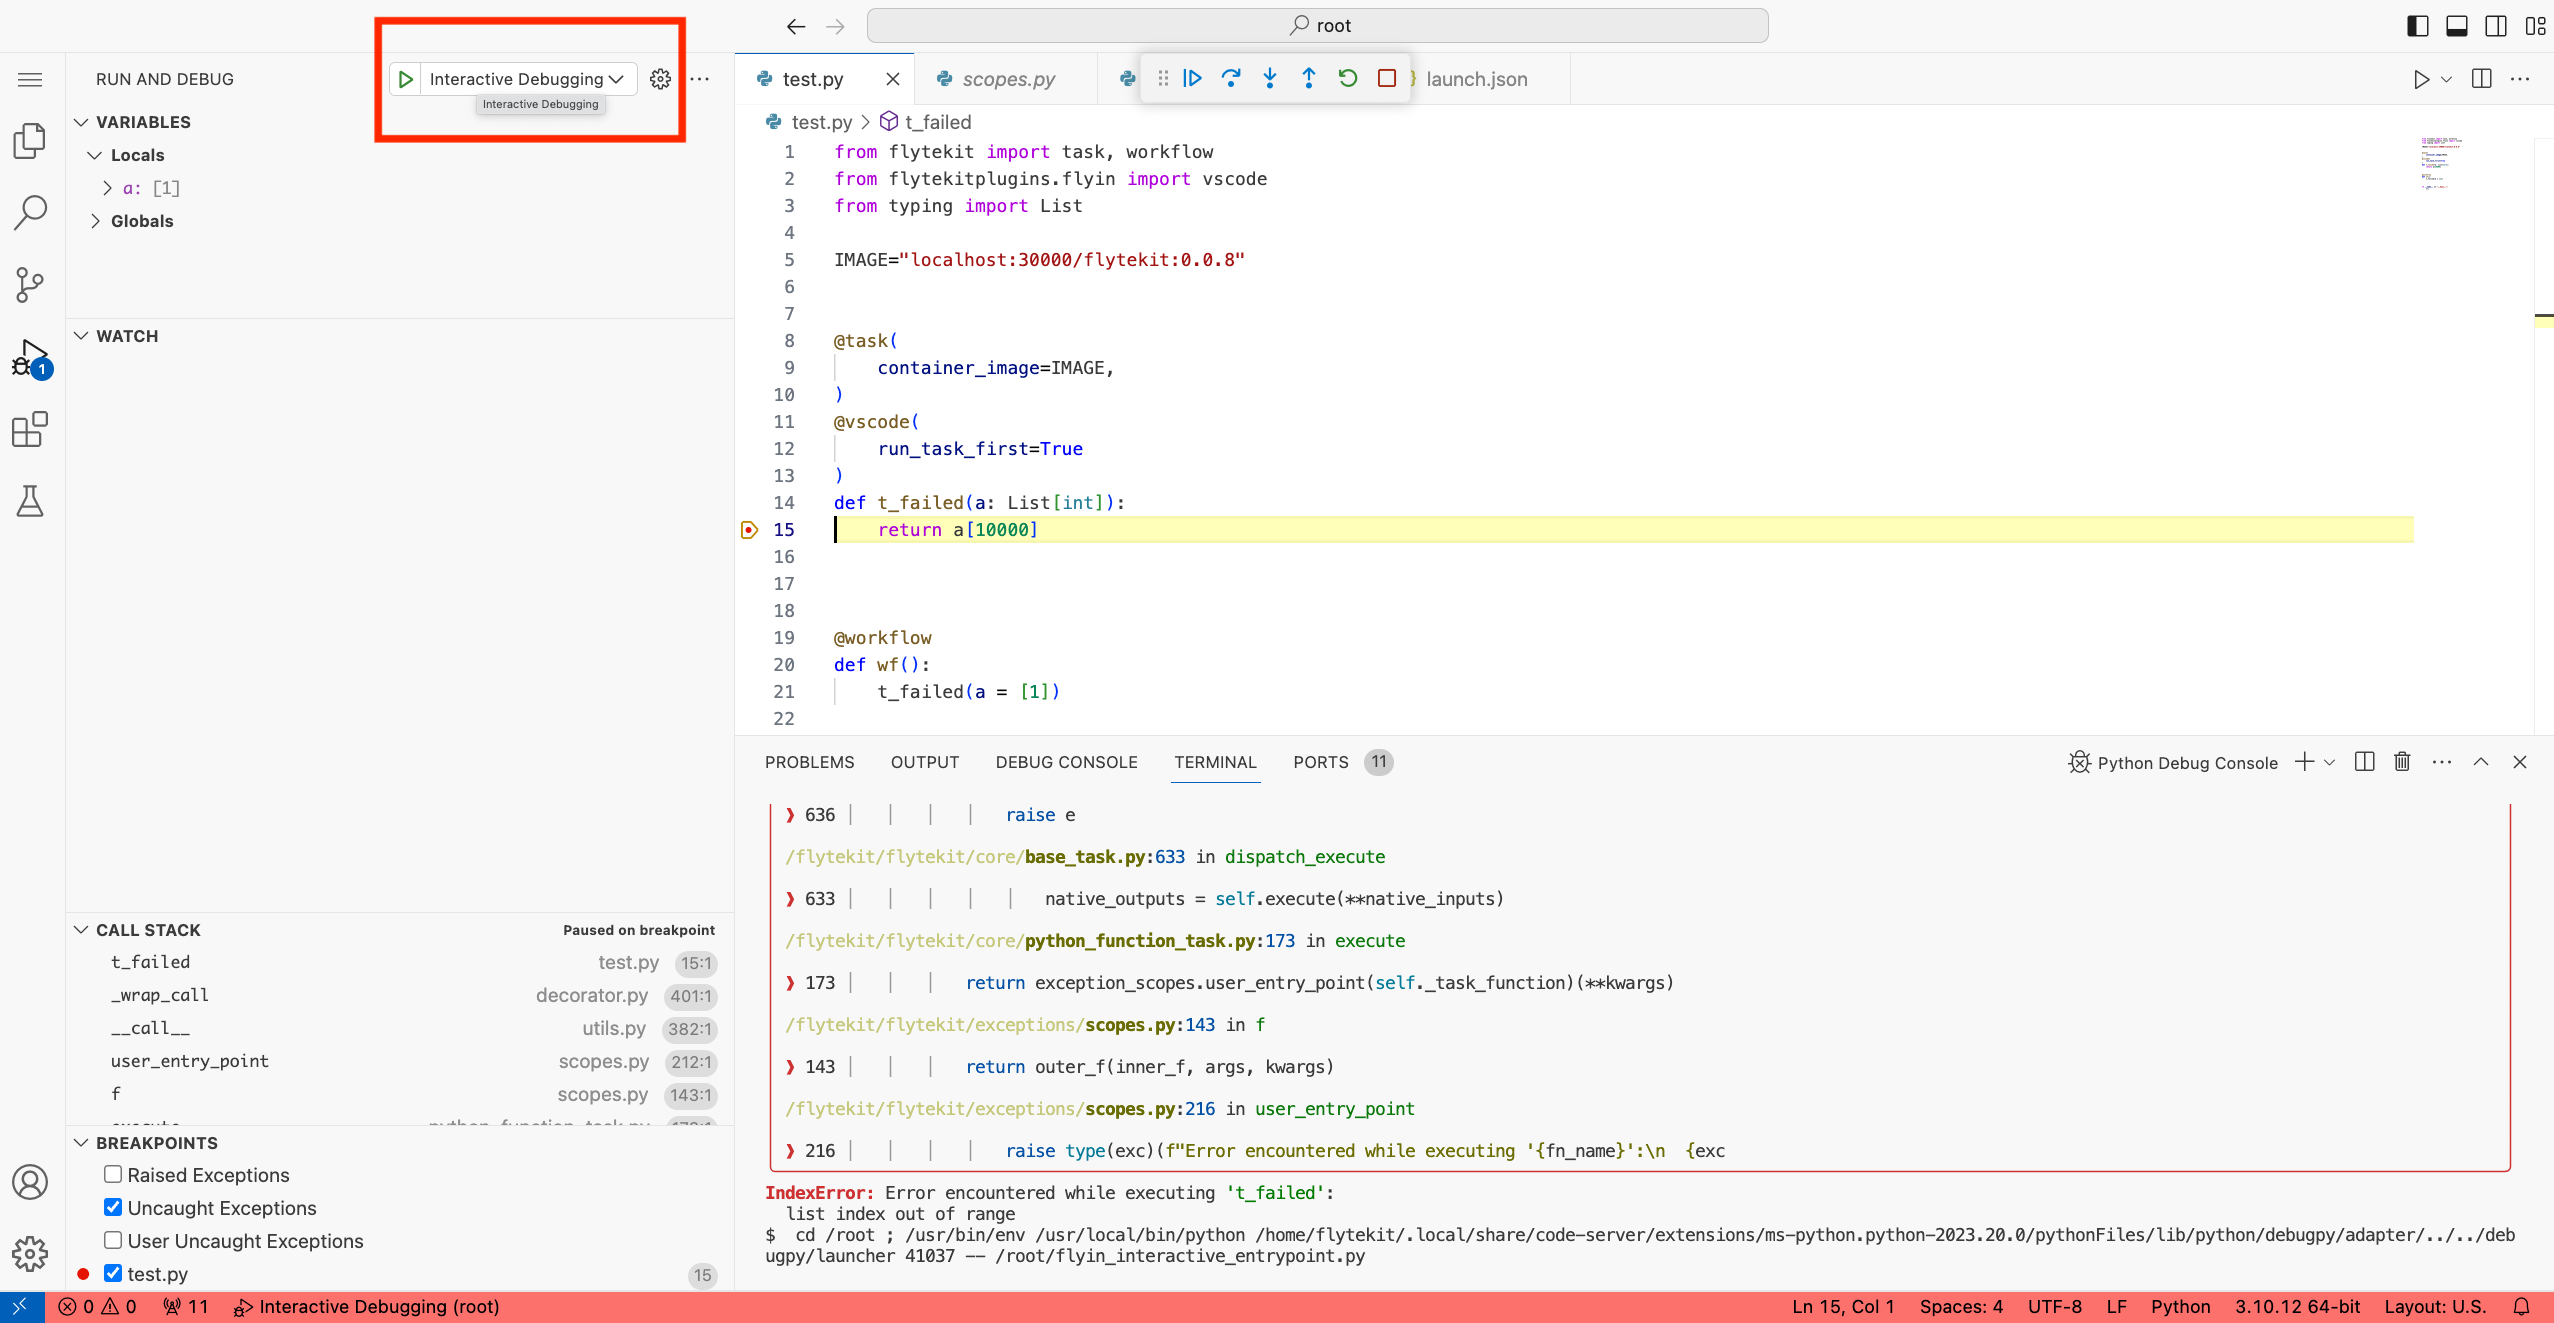 root
RUN AND DEBUG
Interactive Debugging
Interactive Debugging
VARIABLES
Locals
a: [1]
Globals
WATCH
1
CALL STACK Paused on breakpoint
t_failed test.py 15:1
_wrap_call decorator.py 401:1
__call__ utils.py 382:1
user_entry_point scopes.py 212:1
f scopes.py 143:1
execute python_function_task.py 173:1
BREAKPOINTS
Raised Exceptions
Uncaught Exceptions
User Uncaught Exceptions
test.py 15
test.py scopes.py launch.json
test.py > t_failed
1 from flytekit import task, workflow
2 from flytekitplugins.flyin import vscode
3 from typing import List
4
5 IMAGE="localhost:30000/flytekit:0.0.8"
6
7
8 @task(
9 container_image=IMAGE,
10 )
11 @vscode(
12 run_task_first=True
13 )
14 def t_failed(a: List[int]):
15 return a[10000]
16
17
18
19 @workflow
20 def wf():
21 t_failed(a = [1])
22
PROBLEMS OUTPUT DEBUG CONSOLE TERMINAL PORTS 11 Python Debug Console
❱ 636 │ │ │ │ raise e
/flytekit/flytekit/core/base_task.py:633 in dispatch_execute
❱ 633 │ │ │ │ │ native_outputs = self.execute(**native_inputs)
/flytekit/flytekit/core/python_function_task.py:173 in execute
❱ 173 │ │ │ return exception_scopes.user_entry_point(self._task_function)(**kwargs)
/flytekit/flytekit/exceptions/scopes.py:143 in f
❱ 143 │ │ │ return outer_f(inner_f, args, kwargs)
/flytekit/flytekit/exceptions/scopes.py:216 in user_entry_point
❱ 216 │ │ │ │ raise type(exc)(f"Error encountered while executing '{fn_name}':\n {exc
IndexError: Error encountered while executing 't_failed':
list index out of range
$ cd /root ; /usr/bin/env /usr/local/bin/python /home/flytekit/.local/share/code-server/extensions/ms-python.python-2023.20.0/pythonFiles/lib/python/debugpy/adapter/../../deb
ugpy/launcher 41037 -- /root/flyin_interactive_entrypoint.py
0 0 11 Interactive Debugging (root) Ln 15, Col 1 Spaces: 4 UTF-8 LF Python 3.10.12 64-bit Layout: U.S.